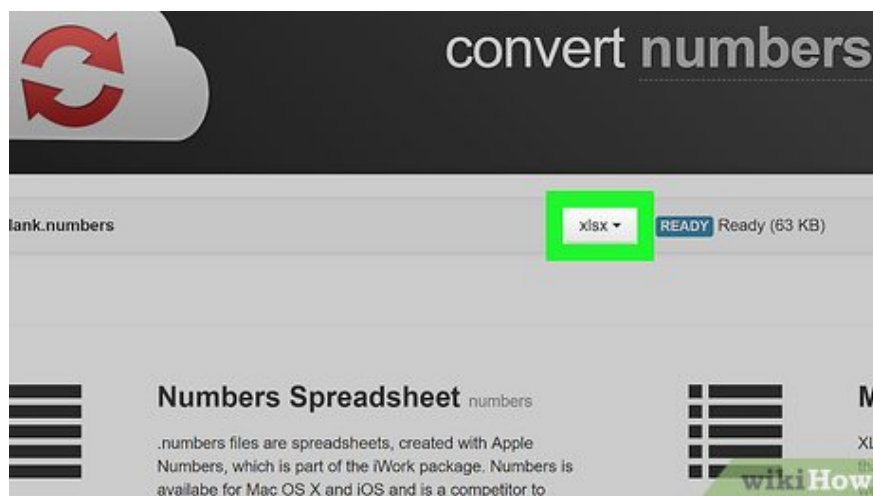 convert numbers
lank.numbers
xlsx
READY Ready (63 KB)
Numbers Spreadsheet numbers
.numbers files are spreadsheets, created with Apple
Numbers, which is part of the iWork package. Numbers is
availabe for Mac OS X and iOS and is a competitor to
M
XL
wikiHow